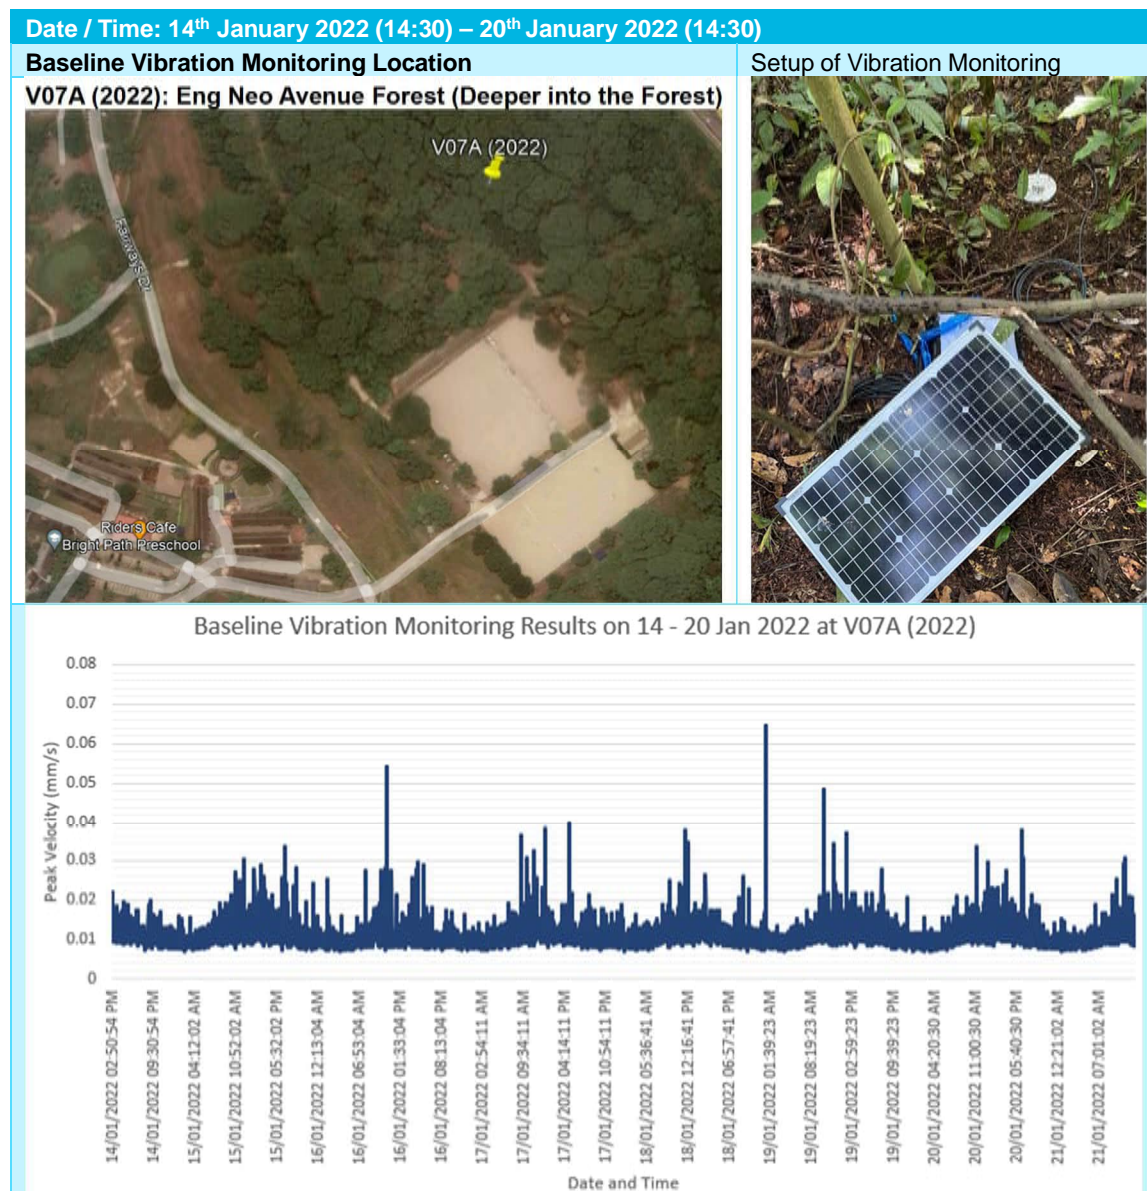 Date / Time: 14th January 2022 (14:30) – 20th January 2022 (14:30)
Baseline Vibration Monitoring Location
Setup of Vibration Monitoring
V07A (2022): Eng Neo Avenue Forest (Deeper into the Forest)
V07A (2022)
Fairways Dr
Riders Cafe
Bright Path Preschool
Baseline Vibration Monitoring Results on 14 - 20 Jan 2022 at V07A (2022)
Peak Velocity (mm/s)
0.08
0.07
0.06
0.05
0.04
0.03
0.02
0.01
0
14/01/2022 02:50:54 PM
14/01/2022 09:30:54 PM
15/01/2022 04:12:02 AM
15/01/2022 10:52:02 AM
15/01/2022 05:32:02 PM
16/01/2022 12:13:04 AM
16/01/2022 06:53:04 AM
16/01/2022 01:33:04 PM
16/01/2022 08:13:04 PM
17/01/2022 02:54:11 AM
17/01/2022 09:34:11 AM
17/01/2022 04:14:11 PM
17/01/2022 10:54:11 PM
18/01/2022 05:36:41 AM
18/01/2022 12:16:41 PM
18/01/2022 06:57:41 PM
19/01/2022 01:39:23 AM
19/01/2022 08:19:23 AM
19/01/2022 02:59:23 PM
19/01/2022 09:39:23 PM
20/01/2022 04:20:30 AM
20/01/2022 11:00:30 AM
20/01/2022 05:40:30 PM
21/01/2022 12:21:02 AM
21/01/2022 07:01:02 AM
Date and Time